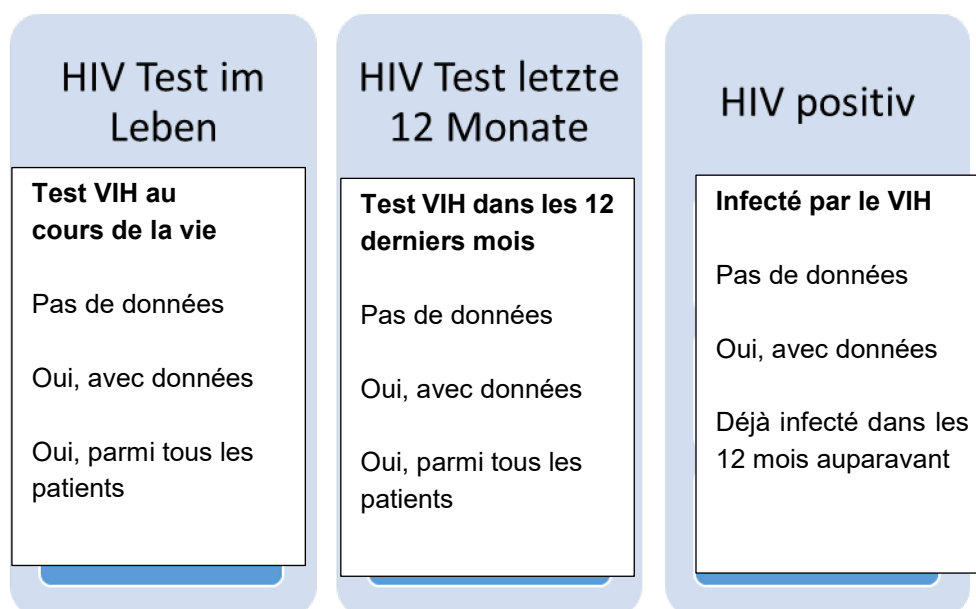 HIV Test im
Leben
Test VIH au
cours de la vie
Pas de données
Oui, avec données
Oui, parmi tous les
patients
HIV Test letzte
12 Monate
Test VIH dans les 12
derniers mois
Pas de données
Oui, avec données
Oui, parmi tous les
patients
HIV positiv
Infecté par le VIH
Pas de données
Oui, avec données
Déjà infecté dans les
12 mois auparavant